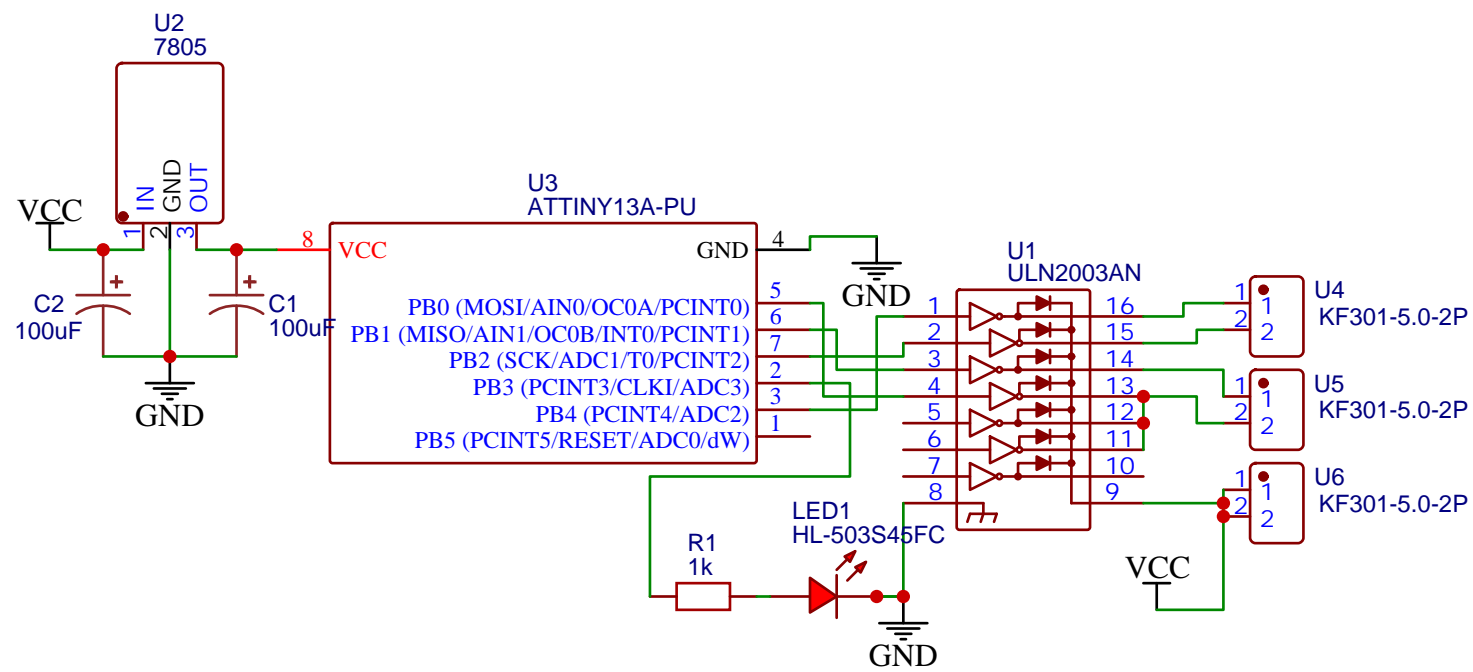 U2
7805
IN
GND
OUT
1
2
3
VCC
C2
100uF
C1
100uF
GND
U3
ATTINY13A-PU
8
VCC
GND
4
PB0 (MOSI/AIN0/OC0A/PCINT0)
5
PB1 (MISO/AIN1/OC0B/INT0/PCINT1)
6
PB2 (SCK/ADC1/T0/PCINT2)
7
PB3 (PCINT3/CLKI/ADC3)
2
PB4 (PCINT4/ADC2)
3
PB5 (PCINT5/RESET/ADC0/dW)
1
GND
U1
ULN2003AN
1
2
3
4
5
6
7
8
16
15
14
13
12
11
10
9
U4
KF301-5.0-2P
1
1
2
2
U5
KF301-5.0-2P
1
1
2
2
U6
KF301-5.0-2P
1
1
2
2
VCC
R1
1k
LED1
HL-503S45FC
GND